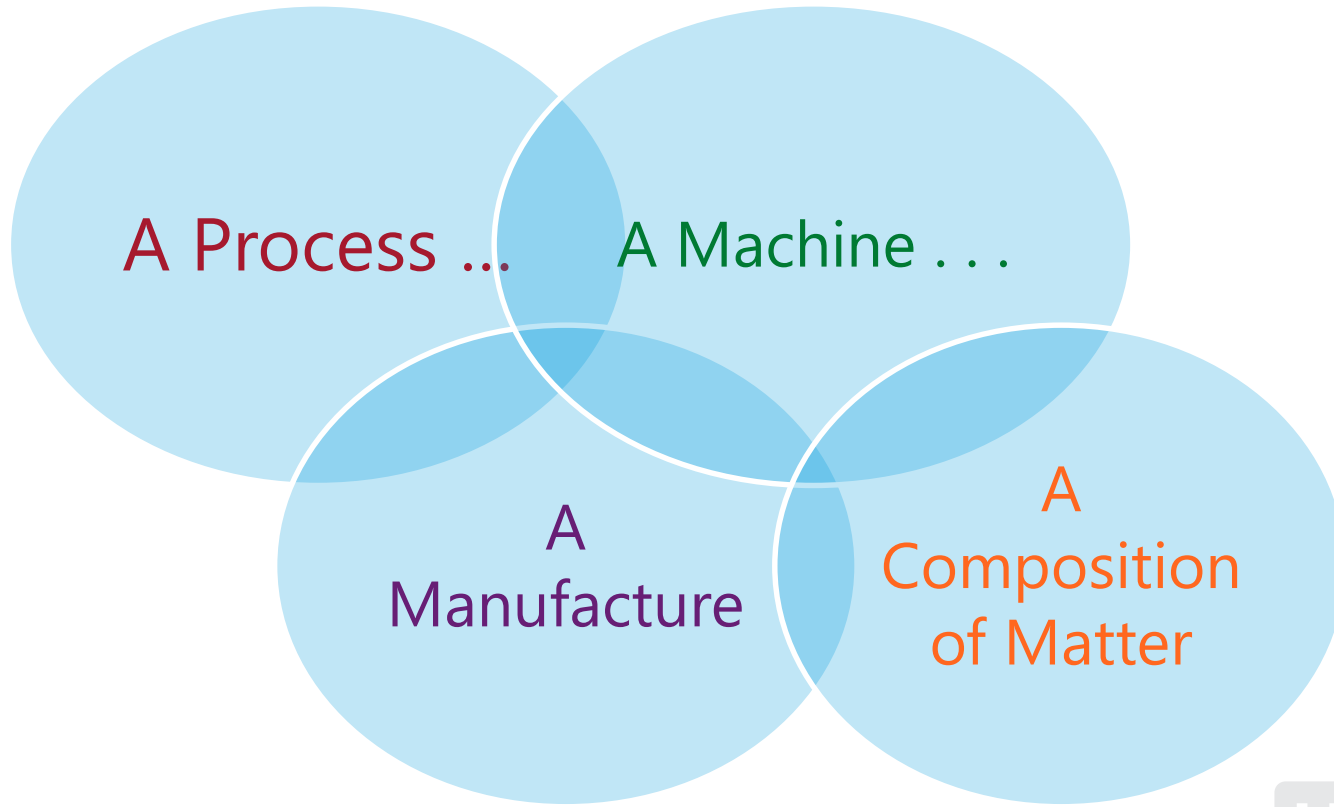 A Process ...
A Machine . . .
A
Manufacture
A
Composition
of Matter